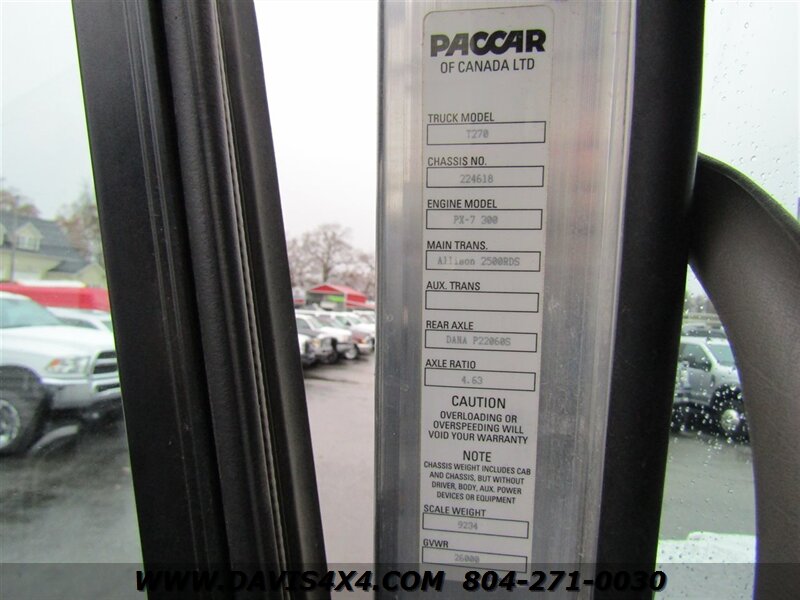 PACCAR
OF CANADA LTD
TRUCK MODEL
T270
CHASSIS NO.
224618
ENGINE MODEL
PX-7 300
MAIN TRANS.
Allison 2500RDS
AUX. TRANS
REAR AXLE
DANA P22060S
AXLE RATIO
4.63
CAUTION
OVERLOADING OR
OVERSPEEDING WILL
VOID YOUR WARRANTY
NOTE
CHASSIS WEIGHT INCLUDES CAB
AND CHASSIS, BUT WITHOUT
DRIVER, BODY, AUX. POWER
DEVICES OR EQUIPMENT
SCALE WEIGHT
9234
GVWR
26000
WWW.DAVIS4X4.COM 804-271-0030